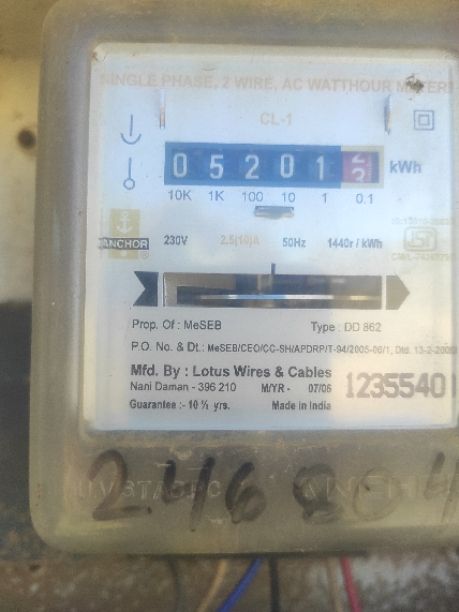 SINGLE PHASE, 2 WIRE, AC WATTHOUR METER
CL-1
05201 kWh
10K 1K 100 10 1 0.1
ANCHOR
230V 2.5(10)A 50Hz 1440r / kWh
ISI
Prop. Of : MeSEB Type : DD 862
P.O. No. & Dt.: MeSEB/CEO/CC-SH/APDRP/T-94/2005-06/1, Dtd. 13-2-2006
Mfd. By : Lotus Wires & Cables
Nani Daman - 396 210 M/YR - 07/06
Guarantee :- 10 ½ yrs. Made in India
12355401
246804